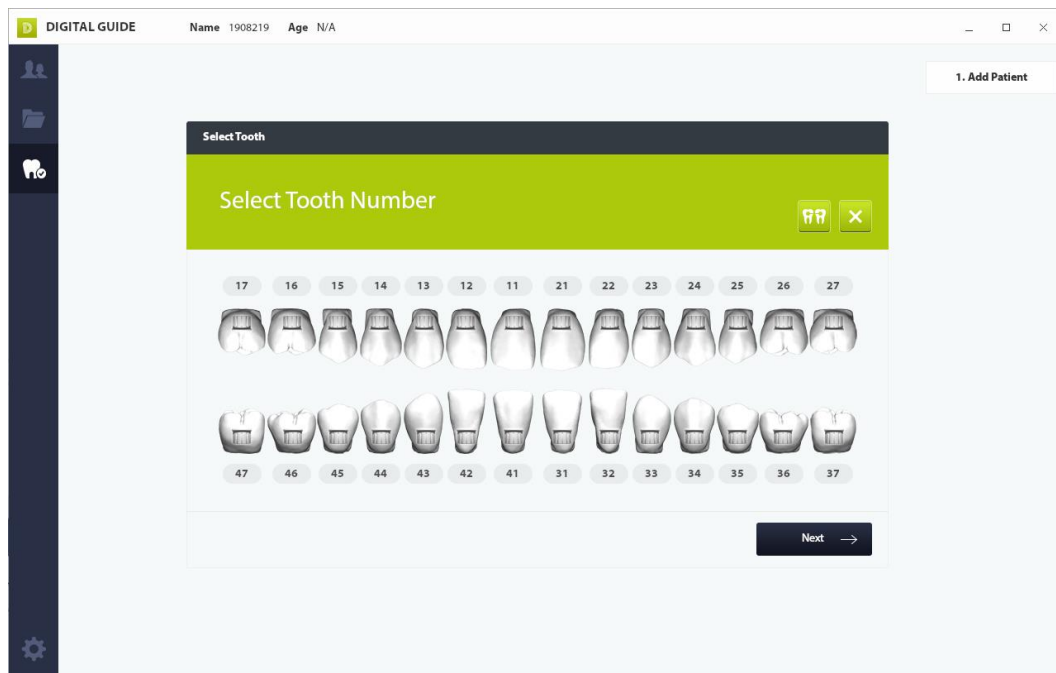 D DIGITAL GUIDE Name 1908219 Age N/A
1. Add Patient
Select Tooth
Select Tooth Number
17 16 15 14 13 12 11 21 22 23 24 25 26 27
47 46 45 44 43 42 41 31 32 33 34 35 36 37
Next